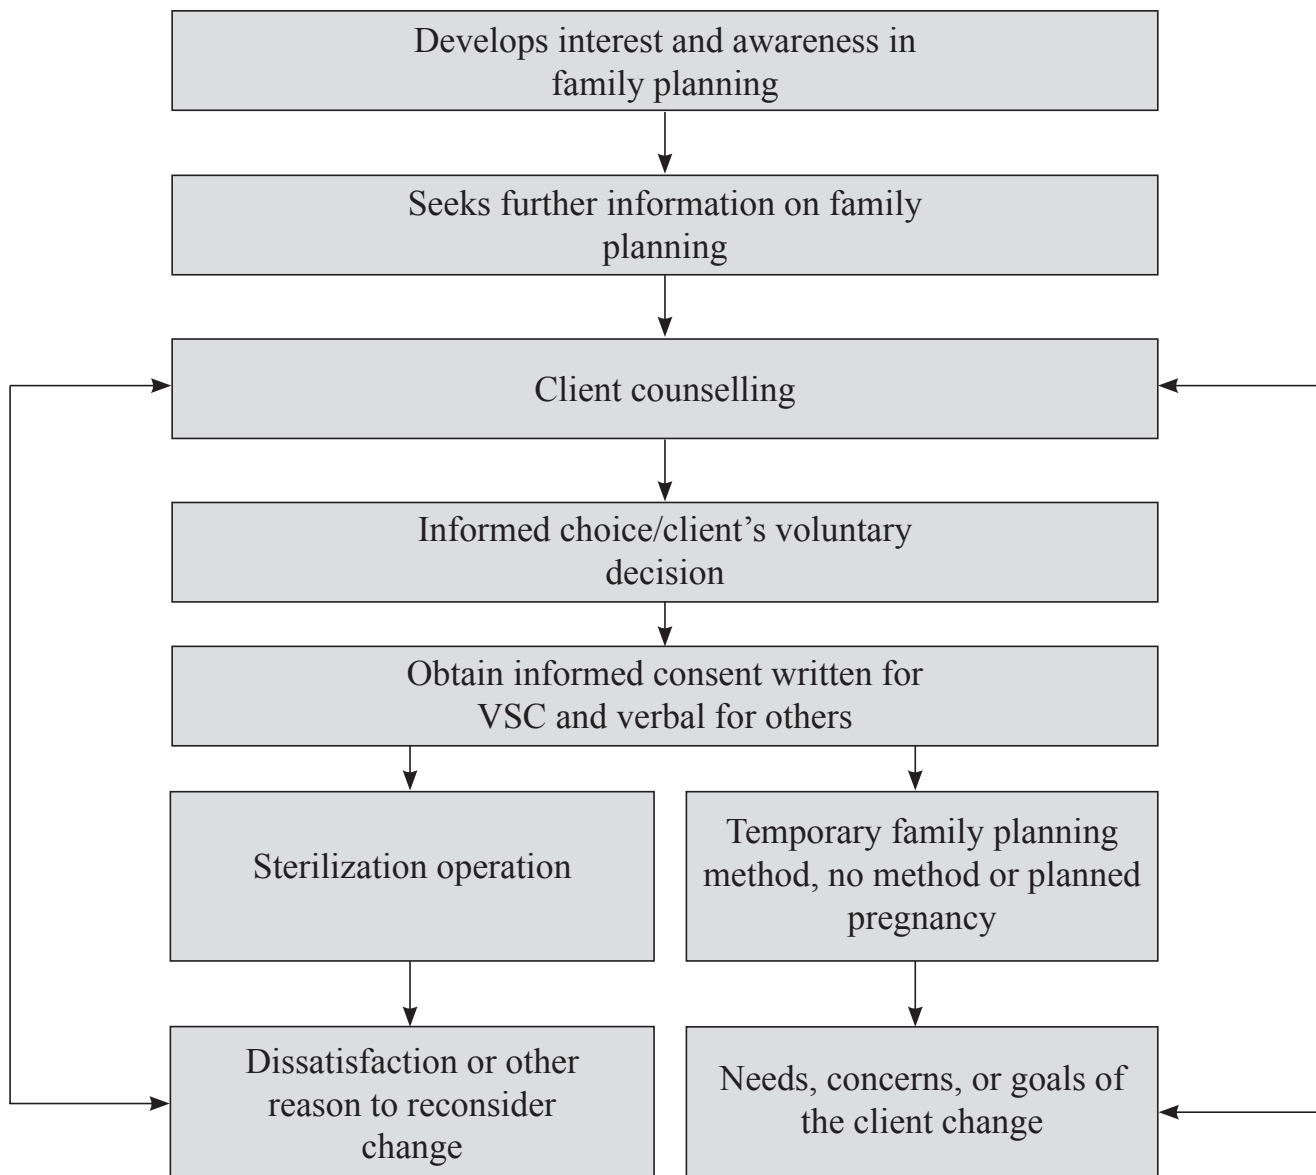 Develops interest and awareness in
family planning
Seeks further information on family
planning
Client counselling
Informed choice/client’s voluntary
decision
Obtain informed consent written for
VSC and verbal for others
Sterilization operation
Temporary family planning
method, no method or planned
pregnancy
Dissatisfaction or other
reason to reconsider
change
Needs, concerns, or goals of
the client change